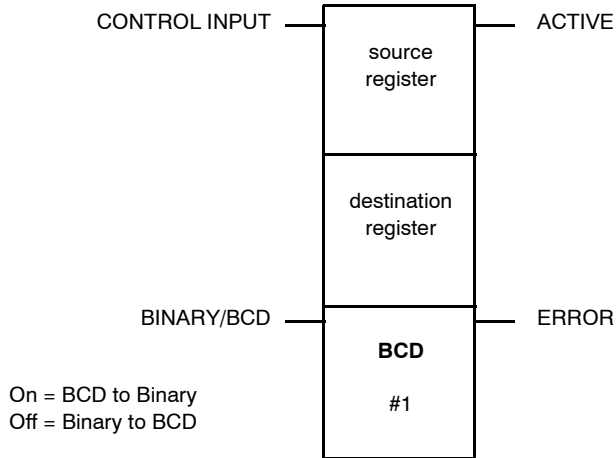 CONTROL INPUT
ACTIVE
source
register
destination
register
BINARY/BCD
ERROR
BCD
#1
On = BCD to Binary
Off = Binary to BCD